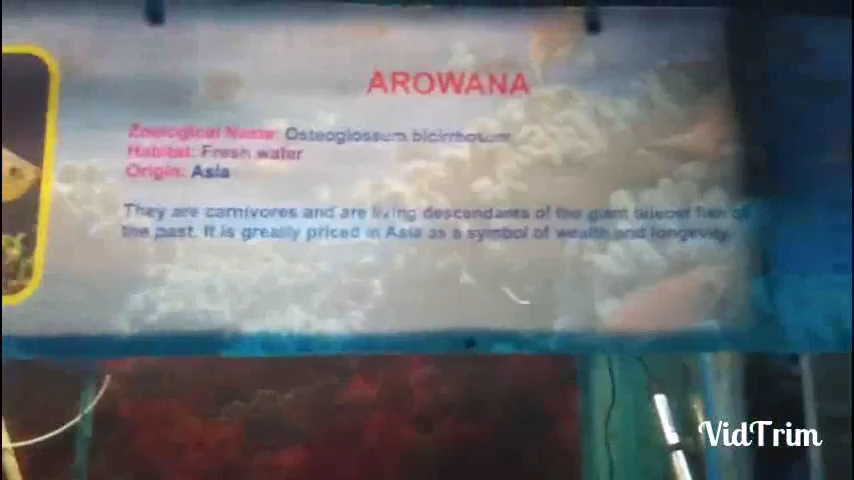 AROWANA
Zoological Name: Osteoglossum bicirrhosum
Habitat: Fresh water
Origin: Asia
They are carnivores and are living descendants of the giant teleost fish of
the past. It is greatly priced in Asia as a symbol of wealth and longevity.
VidTrim